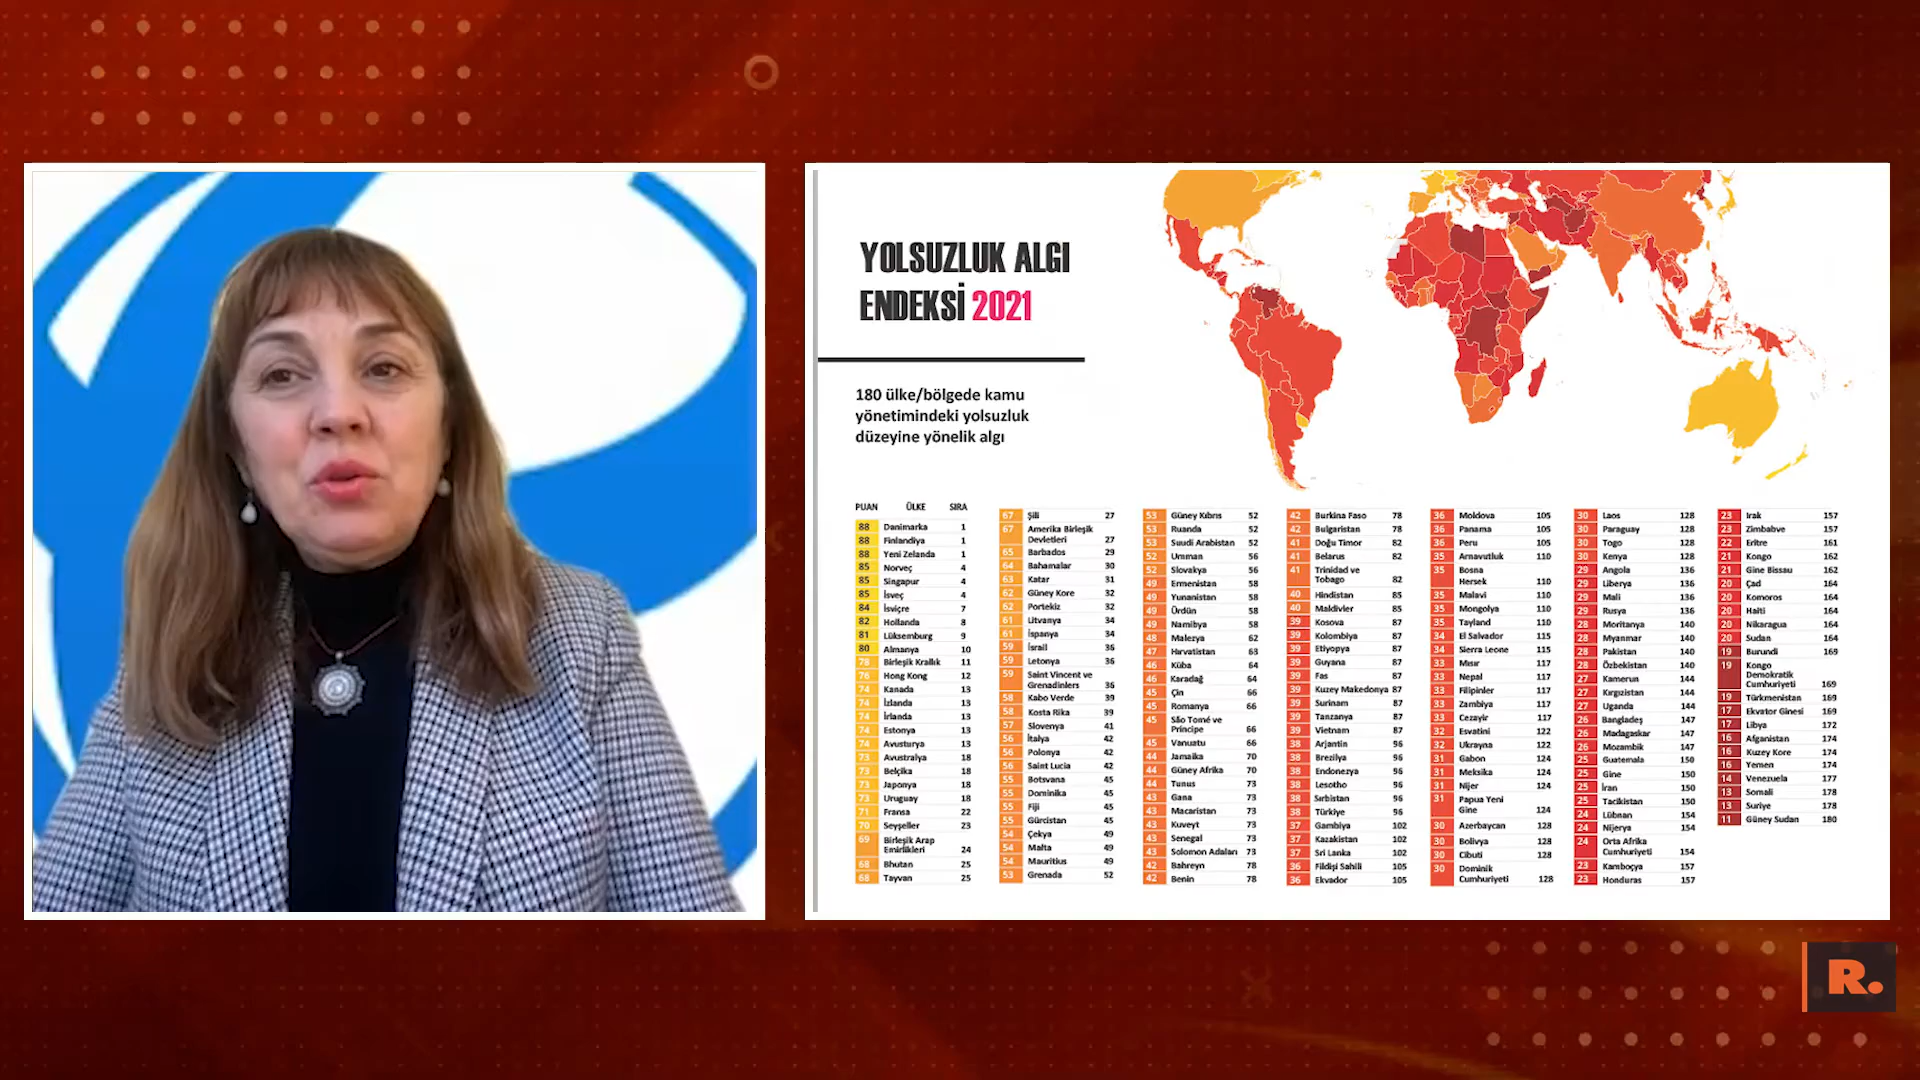 YOLSUZLUK ALGI
ENDEKSİ 2021
180 ülke/bölgede kamu
yönetimindeki yolsuzluk
düzeyine yönelik algı
PUAN ÜLKE SIRA
88 Danimarka 1
88 Finlandiya 1
88 Yeni Zelanda 1
85 Norveç 4
85 Singapur 4
85 İsveç 4
84 İsviçre 7
82 Hollanda 8
81 Lüksemburg 9
80 Almanya 10
78 Birleşik Krallık 11
76 Hong Kong 12
74 Kanada 13
74 İzlanda 13
74 İrlanda 13
74 Estonya 13
74 Avusturya 13
73 Avustralya 18
73 Belçika 18
73 Japonya 18
73 Uruguay 18
71 Fransa 22
70 Seyşeller 23
69 Birleşik Arap
Emirlikleri 24
68 Bhutan 25
68 Tayvan 25
67 Şili 27
67 Amerika Birleşik
Devletleri 27
65 Barbados 29
64 Bahamalar 30
63 Katar 31
62 Güney Kore 32
62 Portekiz 32
61 Litvanya 34
61 İspanya 34
59 İsrail 36
59 Letonya 36
59 Saint Vincent ve
Grenadinlers 36
58 Kabo Verde 39
58 Kosta Rika 39
57 Slovenya 41
56 İtalya 42
56 Polonya 42
56 Saint Lucia 42
55 Botsvana 45
55 Dominika 45
55 Fiji 45
55 Gürcistan 45
54 Çekya 49
54 Malta 49
54 Mauritius 49
53 Grenada 52
53 Güney Kıbrıs 52
53 Ruanda 52
53 Suudi Arabistan 52
52 Umman 56
52 Slovakya 56
49 Ermenistan 58
49 Yunanistan 58
49 Ürdün 58
49 Namibya 58
48 Malezya 62
47 Hırvatistan 63
46 Küba 64
46 Karadağ 64
45 Çin 66
45 Romanya 66
45 São Tomé ve
Príncipe 66
45 Vanuatu 66
44 Jamaika 70
44 Güney Afrika 70
44 Tunus 73
43 Gana 73
43 Macaristan 73
43 Kuveyt 73
43 Senegal 73
43 Solomon Adaları 73
42 Bahreyn 78
42 Benin 78
42 Burkina Faso 78
42 Bulgaristan 78
41 Doğu Timor 82
41 Belarus 82
41 Trinidad ve
Tobago 82
40 Hindistan 85
40 Maldivler 85
39 Kosova 87
39 Kolombiya 87
39 Etiyopya 87
39 Guyana 87
39 Fas 87
39 Kuzey Makedonya 87
39 Surinam 87
39 Tanzanya 87
39 Vietnam 87
38 Arjantin 96
38 Brezilya 96
38 Endonezya 96
38 Lesotho 96
38 Sırbistan 96
38 Türkiye 96
37 Gambiya 102
37 Kazakistan 102
37 Sri Lanka 102
36 Fildişi Sahili 105
36 Ekvador 105
36 Moldova 105
36 Panama 105
36 Peru 105
35 Arnavutluk 110
35 Bosna
Hersek 110
35 Malavi 110
35 Mongolya 110
35 Tayland 110
34 El Salvador 115
34 Sierra Leone 115
33 Mısır 117
33 Nepal 117
33 Filipinler 117
33 Zambiya 117
33 Cezayir 117
32 Esvatini 122
32 Ukrayna 122
31 Gabon 124
31 Meksika 124
31 Nijer 124
31 Papua Yeni
Gine 124
30 Azerbaycan 128
30 Bolivya 128
30 Cibuti 128
30 Dominik
Cumhuriyeti 128
30 Laos 128
30 Paraguay 128
30 Togo 128
30 Kenya 128
29 Angola 136
29 Liberya 136
29 Mali 136
29 Rusya 136
28 Moritanya 140
28 Myanmar 140
28 Pakistan 140
28 Özbekistan 140
27 Kamerun 144
27 Kırgızistan 144
27 Uganda 144
26 Bangladeş 147
26 Madagaskar 147
26 Mozambik 147
25 Guatemala 150
25 Gine 150
25 İran 150
25 Tacikistan 150
24 Lübnan 154
24 Nijerya 154
24 Orta Afrika
Cumhuriyeti 154
23 Kamboçya 157
23 Honduras 157
23 Irak 157
23 Zimbabve 157
22 Eritre 161
21 Kongo 162
21 Gine Bissau 162
20 Çad 164
20 Komoros 164
20 Haiti 164
20 Nikaragua 164
20 Sudan 164
19 Burundi 169
19 Kongo
Demokratik
Cumhuriyeti 169
19 Türkmenistan 169
17 Ekvator Ginesi 169
17 Libya 172
16 Afganistan 174
16 Kuzey Kore 174
16 Yemen 174
14 Venezuela 177
13 Somali 178
13 Suriye 178
11 Güney Sudan 180
R.